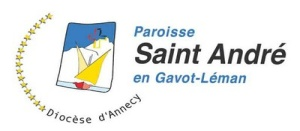 Paroisse
Saint André
en Gavot-Léman
Diocèse d'Annecy